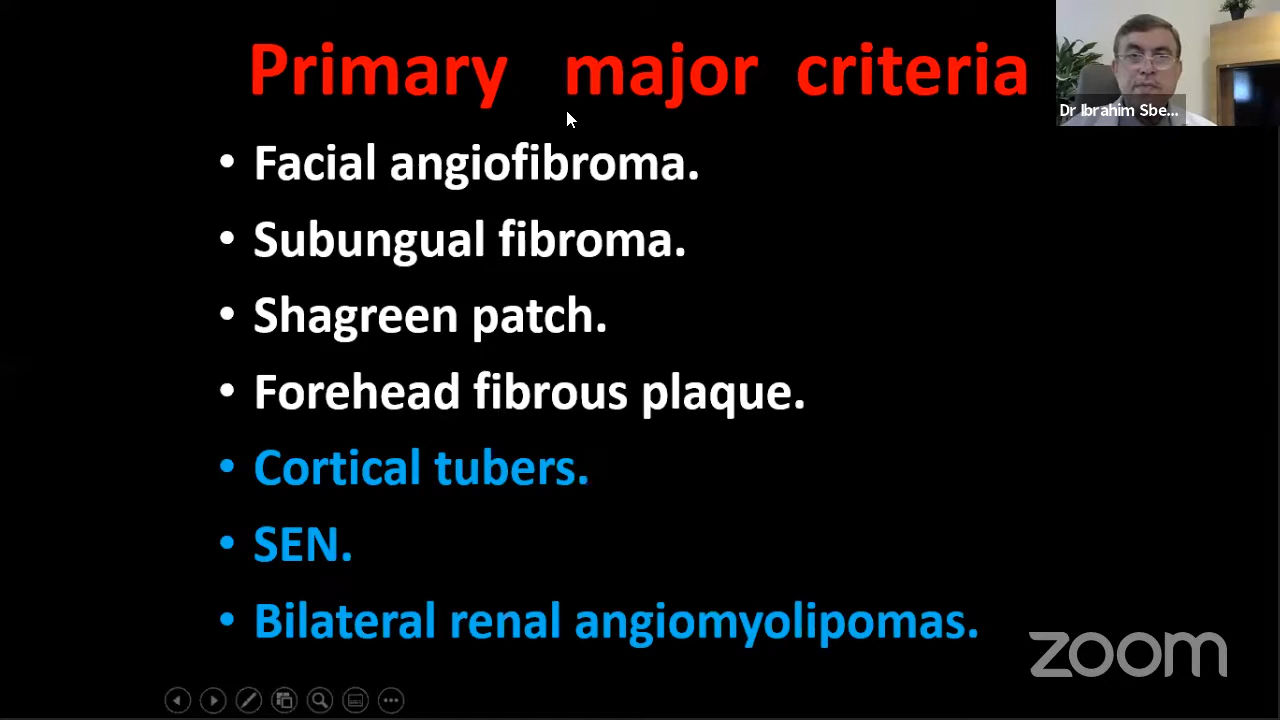 Primary major criteria
Dr Ibrahim Sbe...
• Facial angiofibroma.
• Subungual fibroma.
• Shagreen patch.
• Forehead fibrous plaque.
• Cortical tubers.
• SEN.
• Bilateral renal angiomyolipomas.
zoom